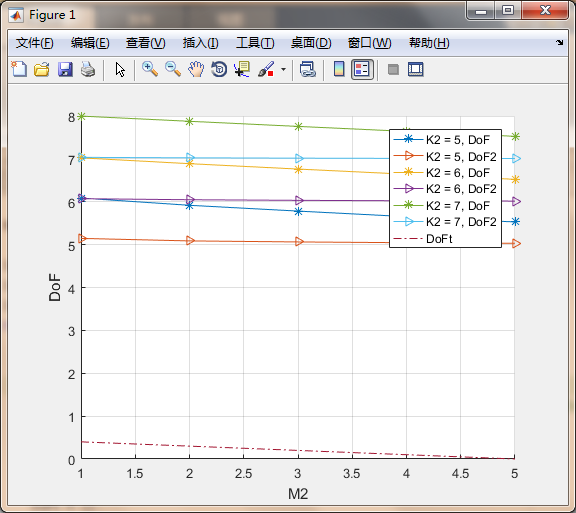 Figure 1
文件(F) 编辑(E) 查看(V) 插入(I) 工具(T) 桌面(D) 窗口(W) 帮助(H)
8
7
6
5
4
3
2
1
0
DoF
K2 = 5, DoF
K2 = 5, DoF2
K2 = 6, DoF
K2 = 6, DoF2
K2 = 7, DoF
K2 = 7, DoF2
DoFt
1 1.5 2 2.5 3 3.5 4 4.5 5
M2